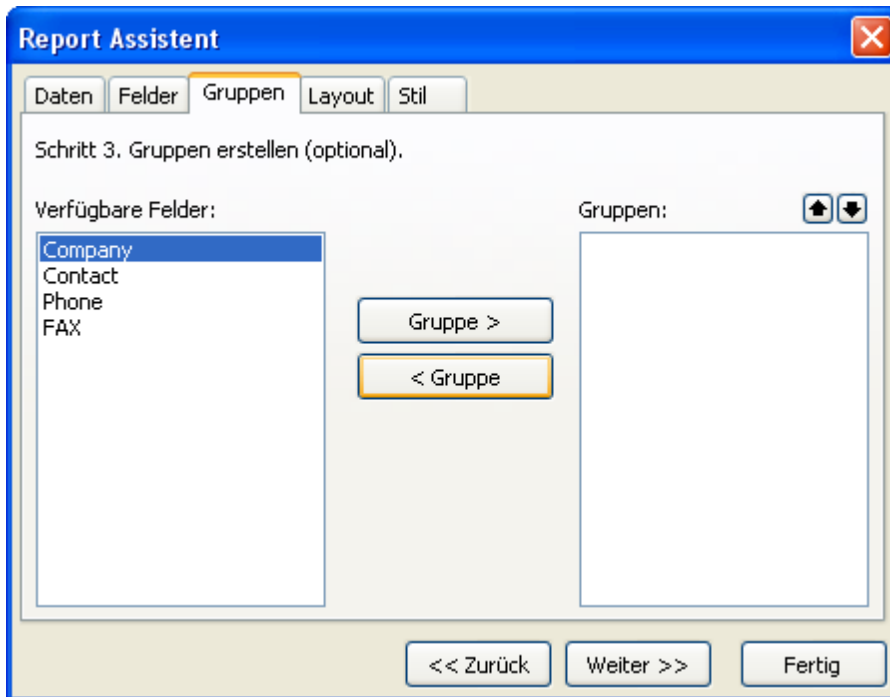 Report Assistent
Daten Felder Gruppen Layout Stil
Schritt 3. Gruppen erstellen (optional).
Verfügbare Felder:
Gruppen:
Company
Contact
Phone
FAX
Gruppe >
< Gruppe
<< Zurück Weiter >> Fertig